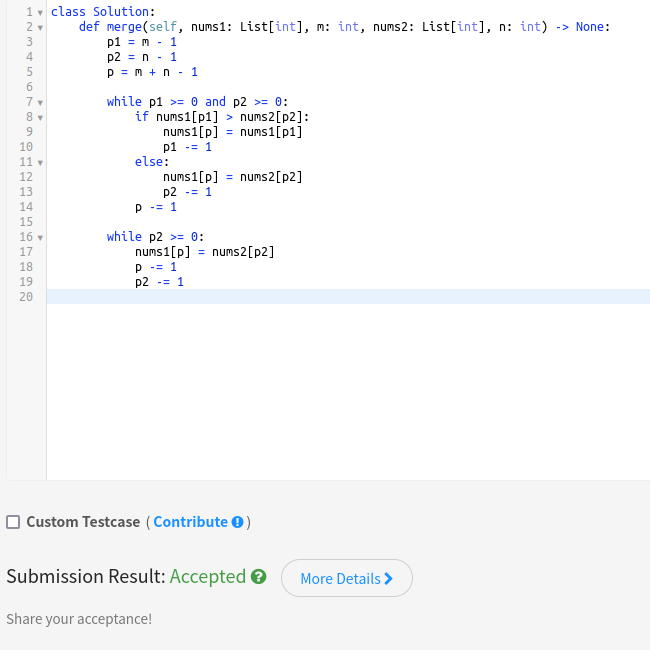 1 class Solution:
2     def merge(self, nums1: List[int], m: int, nums2: List[int], n: int) -> None:
3         p1 = m - 1
4         p2 = n - 1
5         p = m + n - 1
6
7         while p1 >= 0 and p2 >= 0:
8             if nums1[p1] > nums2[p2]:
9                 nums1[p] = nums1[p1]
10                 p1 -= 1
11             else:
12                 nums1[p] = nums2[p2]
13                 p2 -= 1
14             p -= 1
15
16         while p2 >= 0:
17             nums1[p] = nums2[p2]
18             p -= 1
19             p2 -= 1
20
Custom Testcase ( Contribute )
Submission Result: Accepted More Details
Share your acceptance!